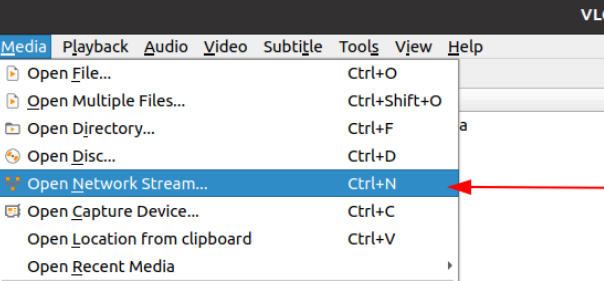 VLC
Media Playback Audio Video Subtitle Tools View Help
Open File... Ctrl+O
Open Multiple Files... Ctrl+Shift+O
Open Directory... Ctrl+F
a
Open Disc... Ctrl+D
Open Network Stream... Ctrl+N
Open Capture Device... Ctrl+C
Open Location from clipboard Ctrl+V
Open Recent Media